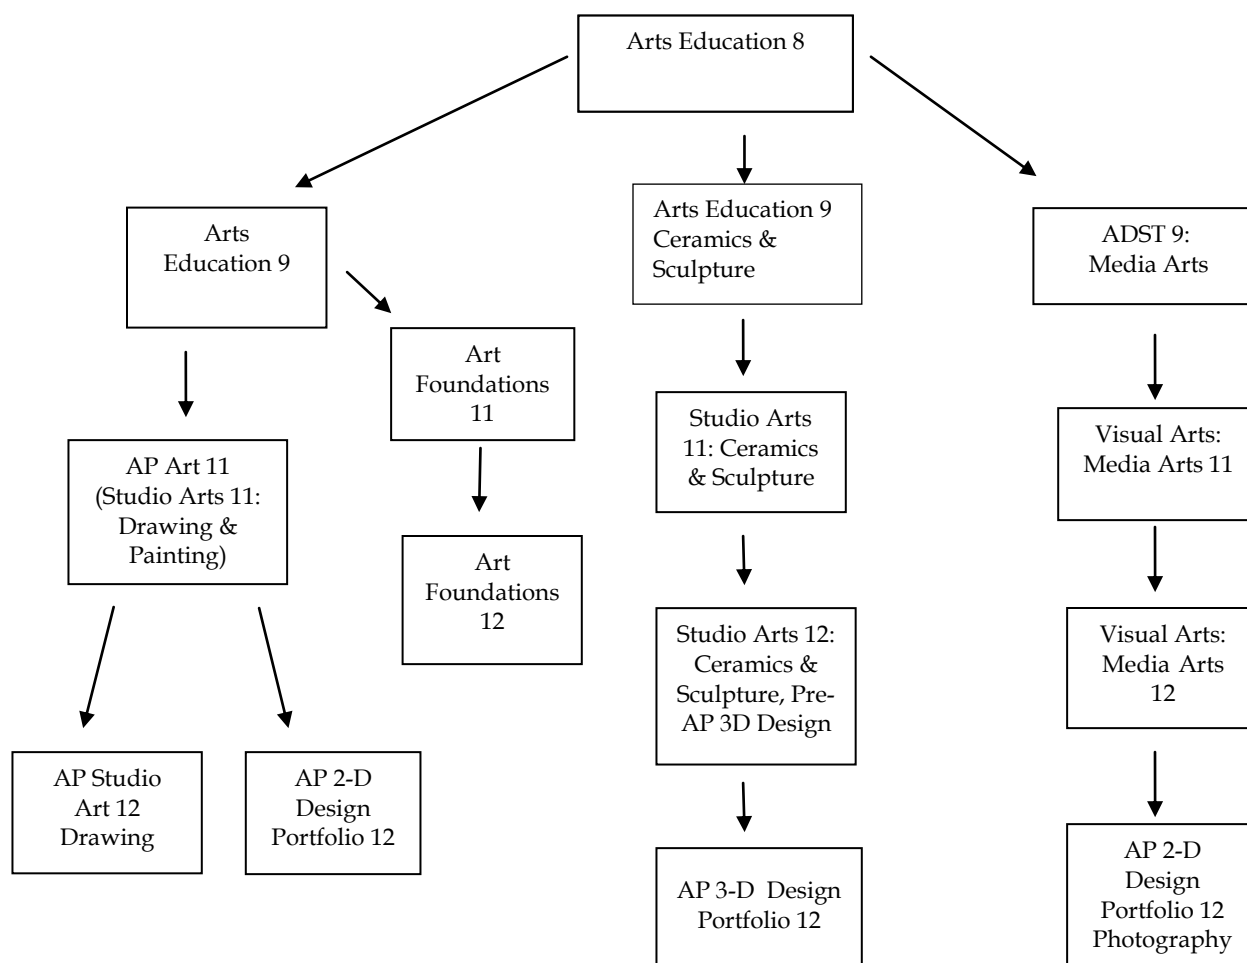 Arts Education 8
Arts
Education 9
Arts Education 9
Ceramics &
Sculpture
ADST 9:
Media Arts
Art
Foundations
11
AP Art 11
(Studio Arts 11:
Drawing &
Painting)
Studio Arts
11: Ceramics
& Sculpture
Visual Arts:
Media Arts 11
Art
Foundations
12
Studio Arts 12:
Ceramics &
Sculpture, Pre-
AP 3D Design
Visual Arts:
Media Arts
12
AP Studio
Art 12
Drawing
AP 2-D
Design
Portfolio 12
AP 3-D Design
Portfolio 12
AP 2-D
Design
Portfolio 12
Photography